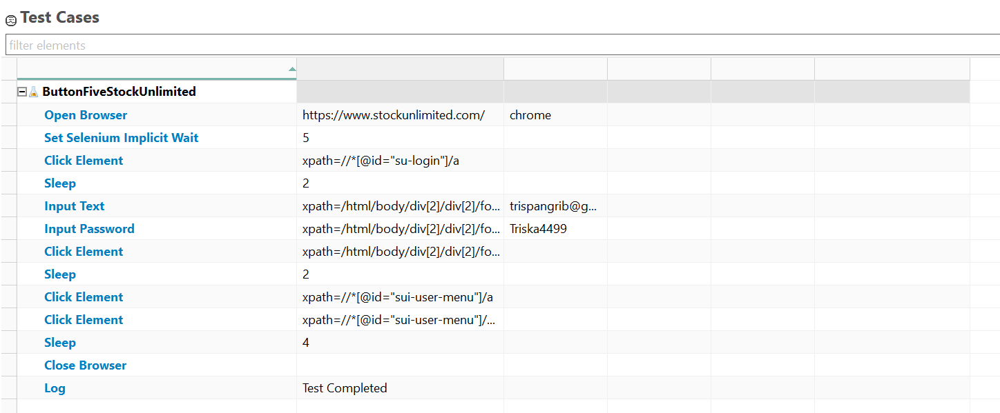 Test Cases
filter elements
ButtonFiveStockUnlimited
Open Browser https://www.stockunlimited.com/ chrome
Set Selenium Implicit Wait 5
Click Element xpath=//*[@id="su-login"]/a
Sleep 2
Input Text xpath=/html/body/div[2]/div[2]/fo... trispangrib@g...
Input Password xpath=/html/body/div[2]/div[2]/fo... Triska4499
Click Element xpath=/html/body/div[2]/div[2]/fo...
Sleep 2
Click Element xpath=//*[@id="sui-user-menu"]/a
Click Element xpath=//*[@id="sui-user-menu"]/...
Sleep 4
Close Browser
Log Test Completed